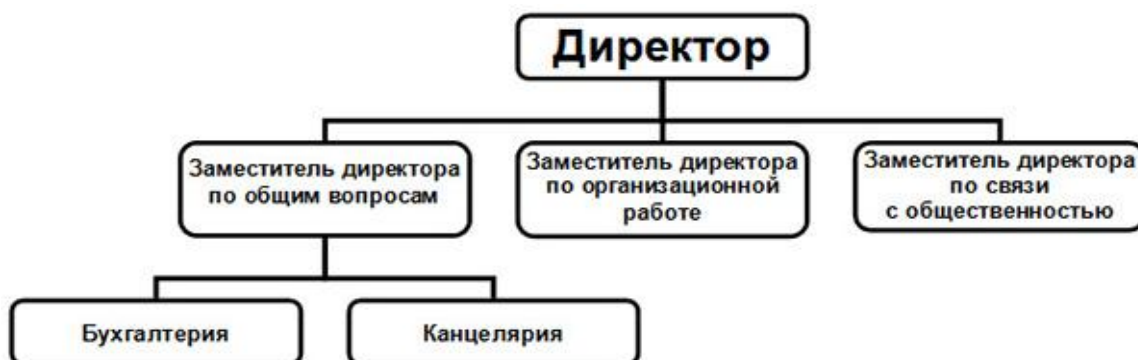 Директор
Заместитель директора
по общим вопросам
Заместитель директора
по организационной
работе
Заместитель директора
по связи
с общественностью
Бухгалтерия
Канцелярия